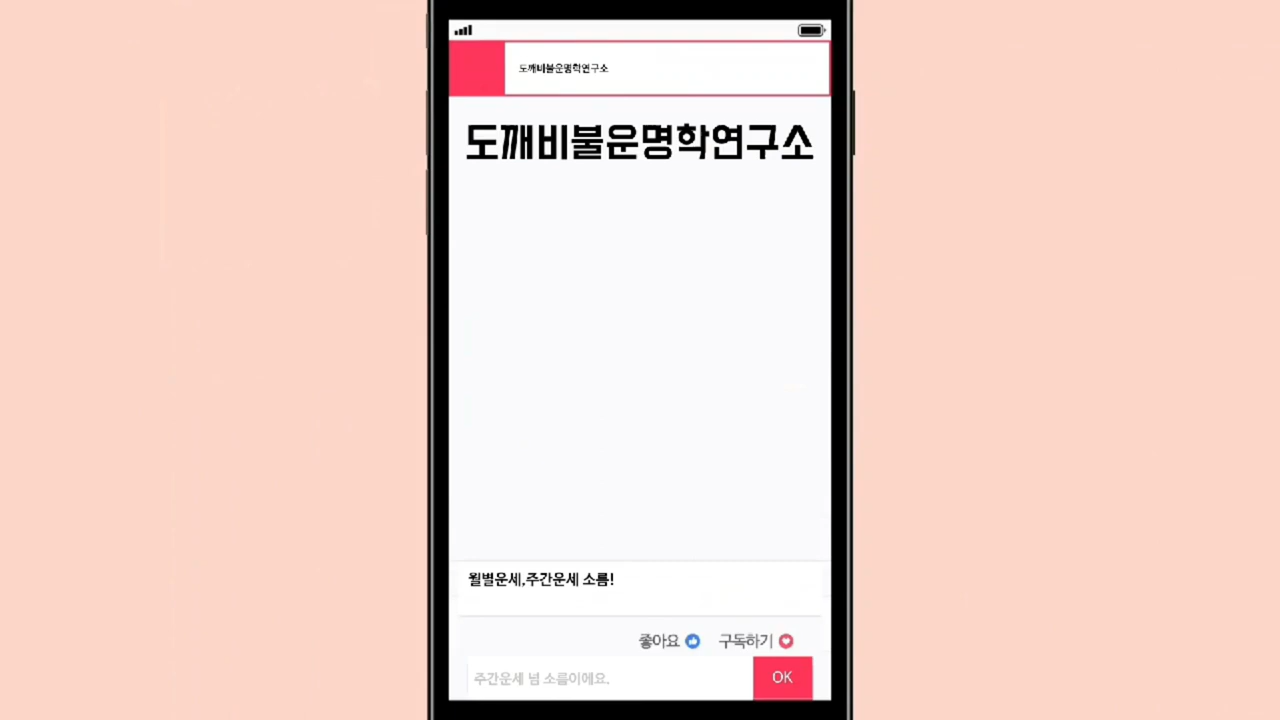 도깨비불운명학연구소
도깨비불운명학연구소
월별운세,주간운세 소름!
좋아요 구독하기
주간운세 넘 소름이에요.
OK